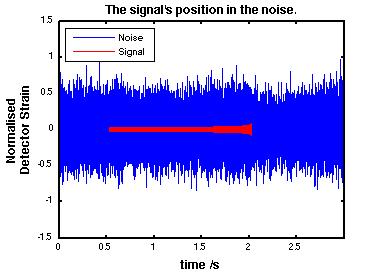 The signal's position in the noise.
1.5
Noise
Signal
1
0.5
0
-0.5
-1
-1.5
Normalised
Detector Strain
0 0.5 1 1.5 2 2.5
time /s